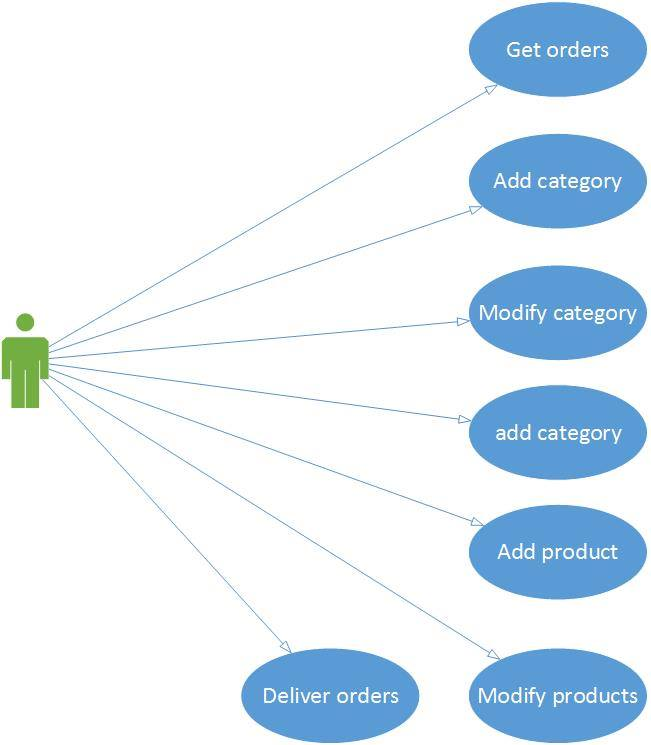 Get orders
Add category
Modify category
add category
Add product
Deliver orders
Modify products